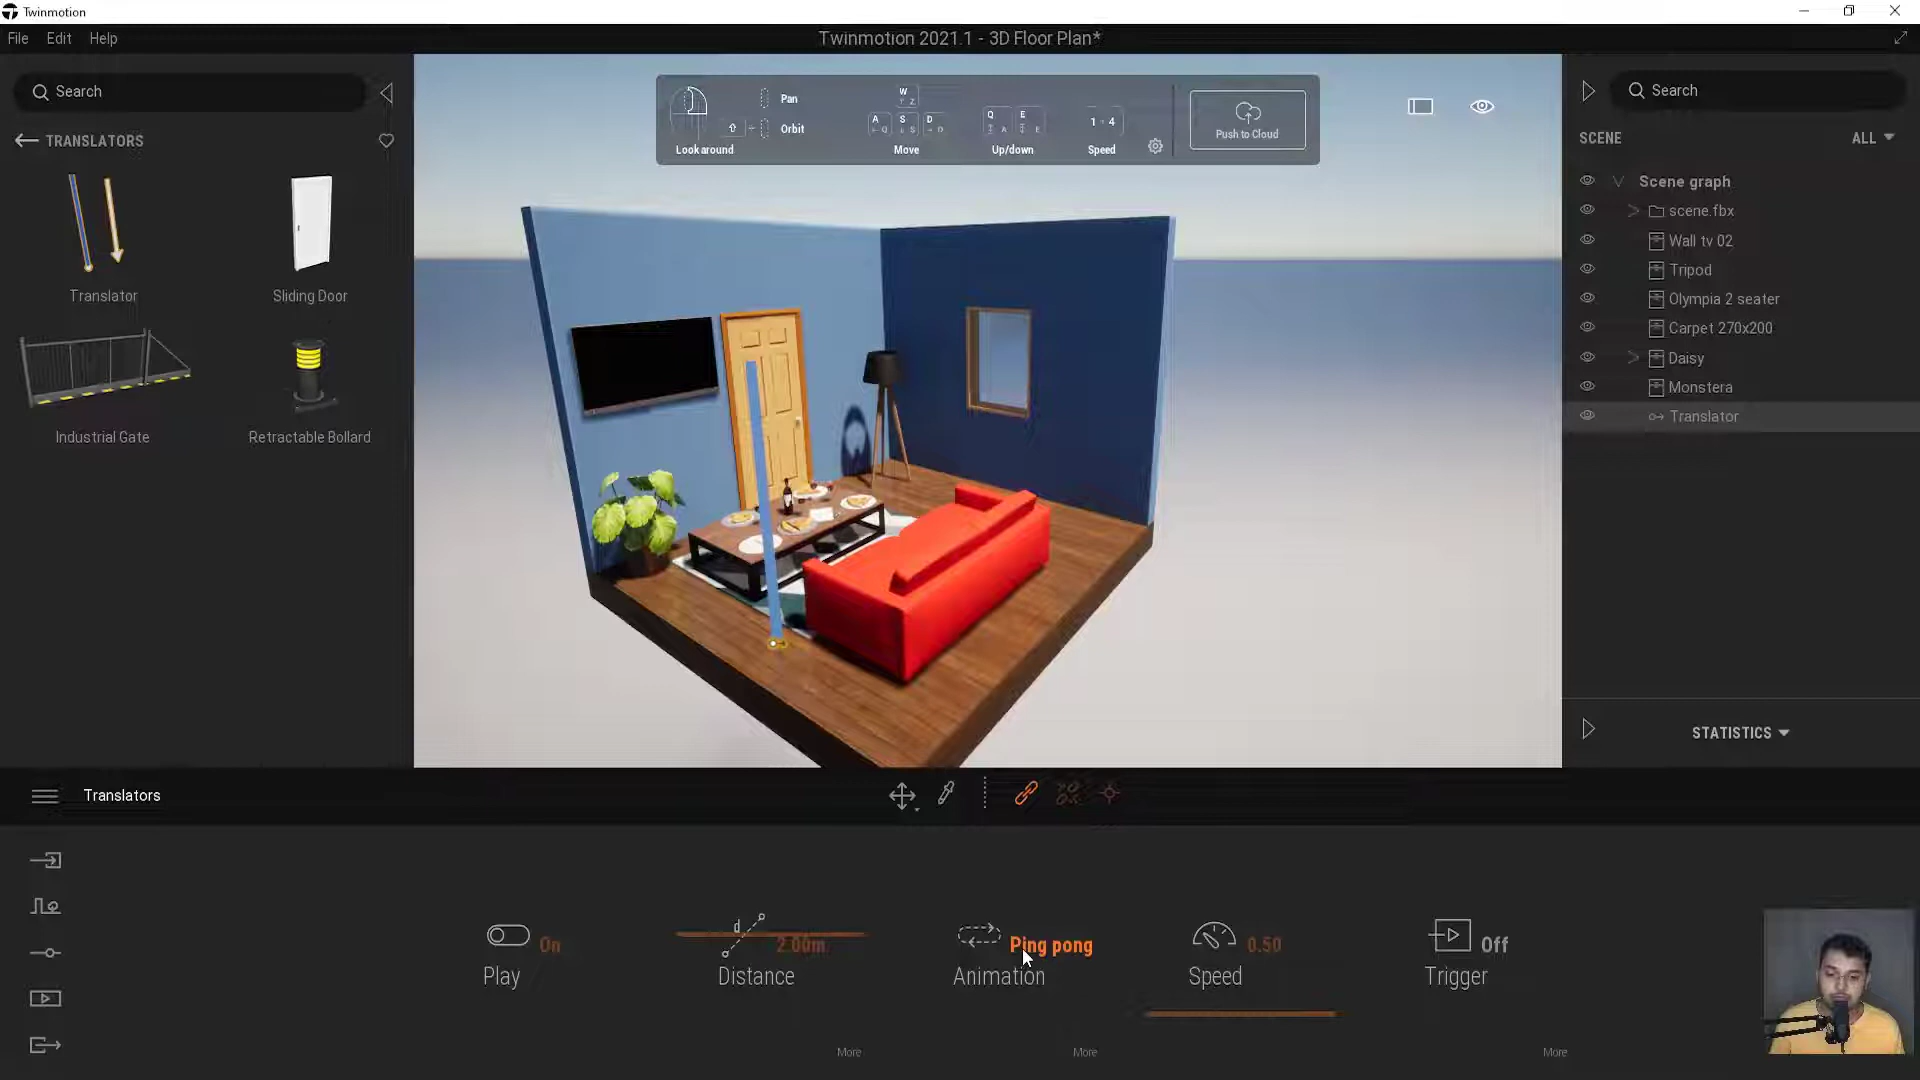 Twinmotion
File Edit Help
Twinmotion 2021.1 - 3D Floor Plan*
Search
TRANSLATORS
Translator
Sliding Door
Industrial Gate
Retractable Bollard
Pan
Orbit
Look around
W
A
S
D
Move
Q
E
Up/down
1 - 4
Speed
Push to Cloud
Search
SCENE
ALL
Scene graph
scene.fbx
Wall tv 02
Tripod
Olympia 2 seater
Carpet 270x200
Daisy
Monstera
Translator
STATISTICS
Translators
On
Play
d
2.00m
Distance
Ping pong
Animation
0.50
Speed
Off
Trigger
More
More
More